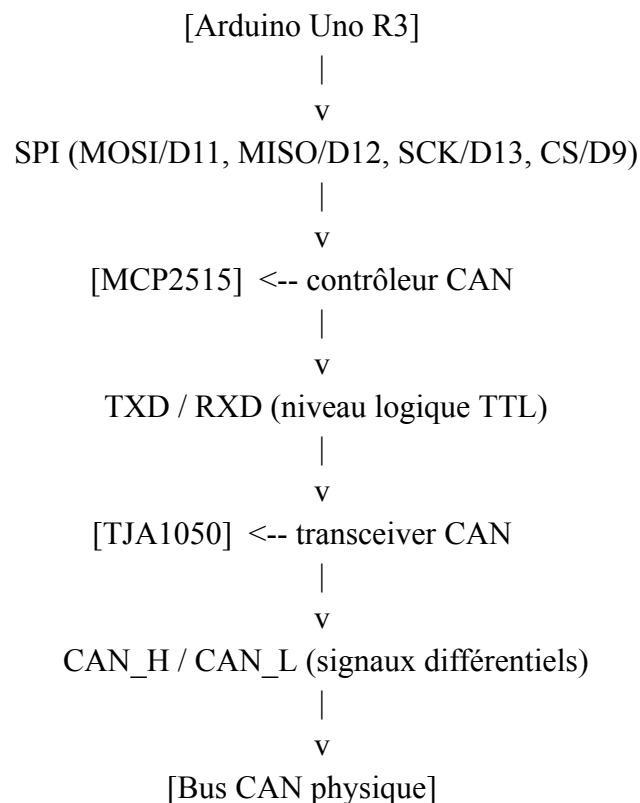 [Arduino Uno R3]
|
v
SPI (MOSI/D11, MISO/D12, SCK/D13, CS/D9)
|
v
[MCP2515] <-- contrôleur CAN
|
v
TXD / RXD (niveau logique TTL)
|
v
[TJA1050] <-- transceiver CAN
|
v
CAN_H / CAN_L (signaux différentiels)
|
v
[Bus CAN physique]